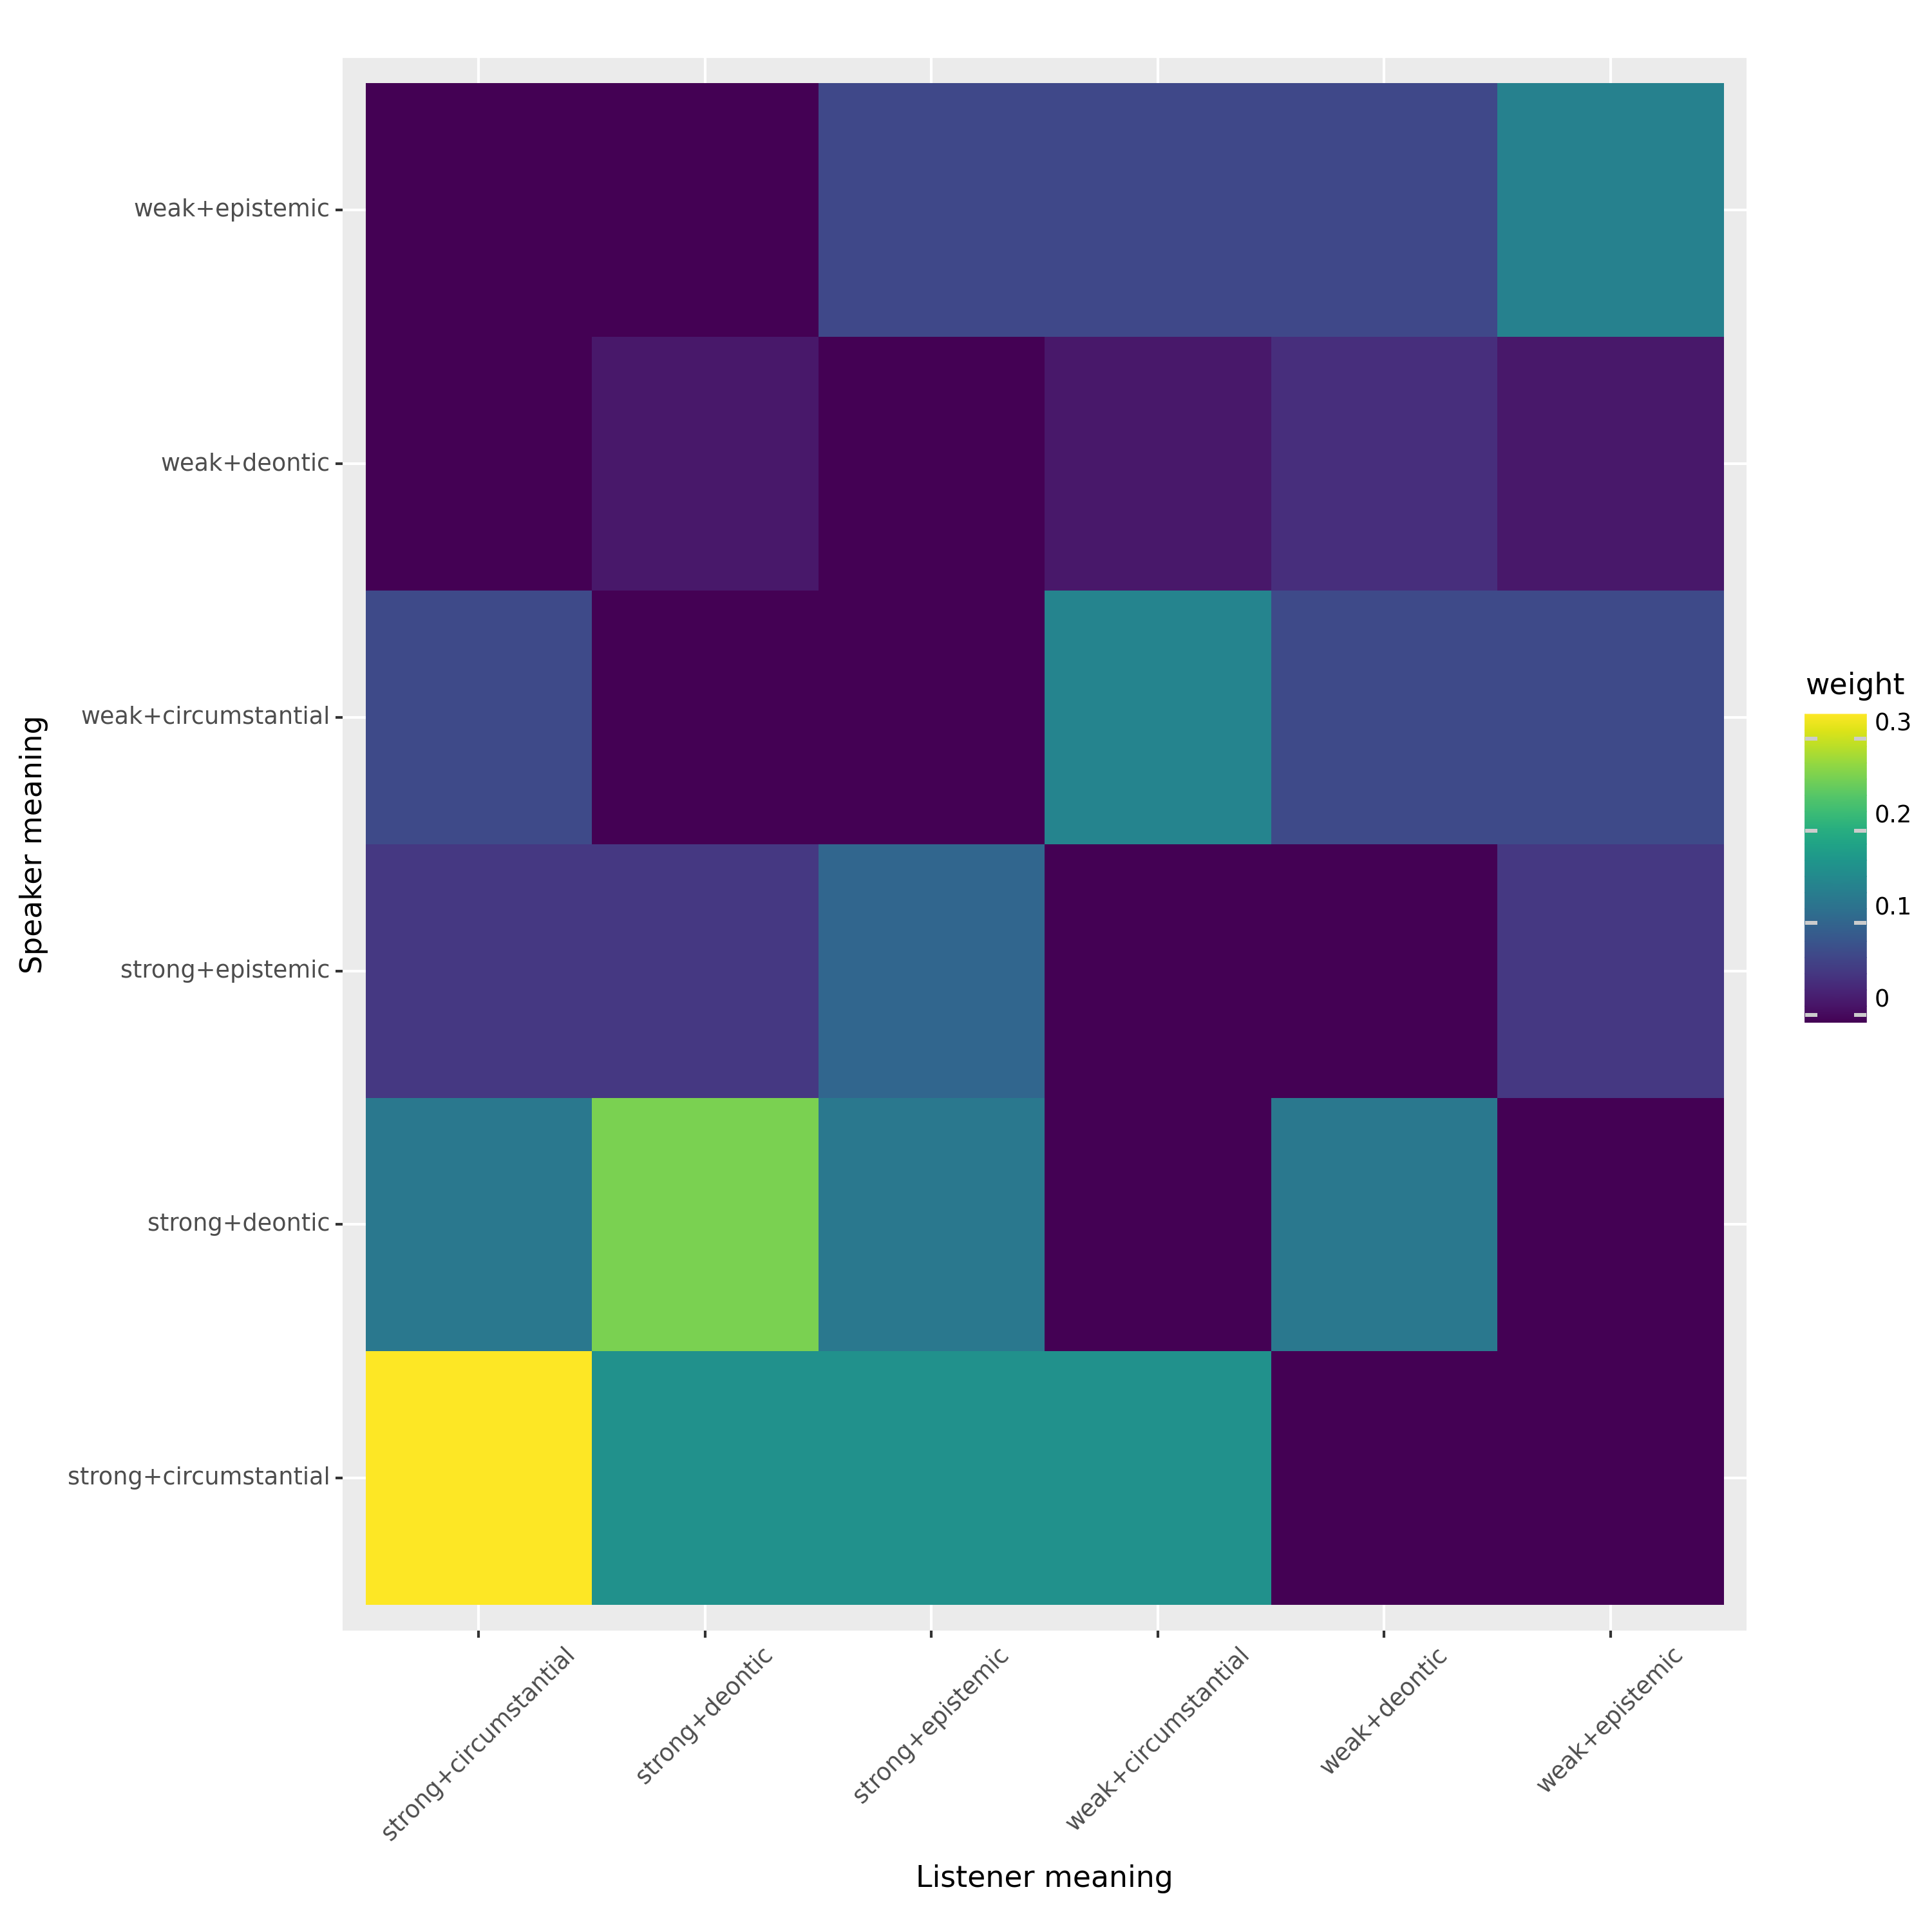 weak+epistemic
weak+deontic
weak+circumstantial
strong+epistemic
strong+deontic
strong+circumstantial
Speaker meaning
strong+circumstantial
strong+deontic
strong+epistemic
weak+circumstantial
weak+deontic
weak+epistemic
Listener meaning
weight
0.3
0.2
0.1
0